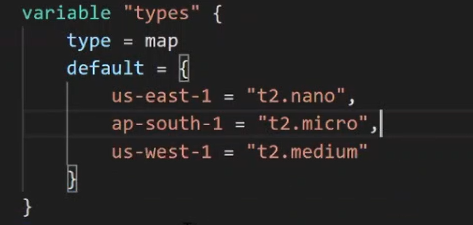 variable "types" {
    type = map
    default = {
        us-east-1 = "t2.nano",
        ap-south-1 = "t2.micro",
        us-west-1 = "t2.medium"
    }
}